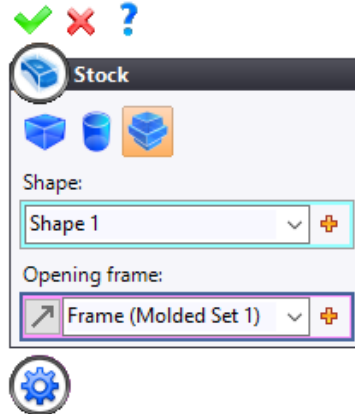 Stock
Shape:
Shape 1
Opening frame:
Frame (Molded Set 1)